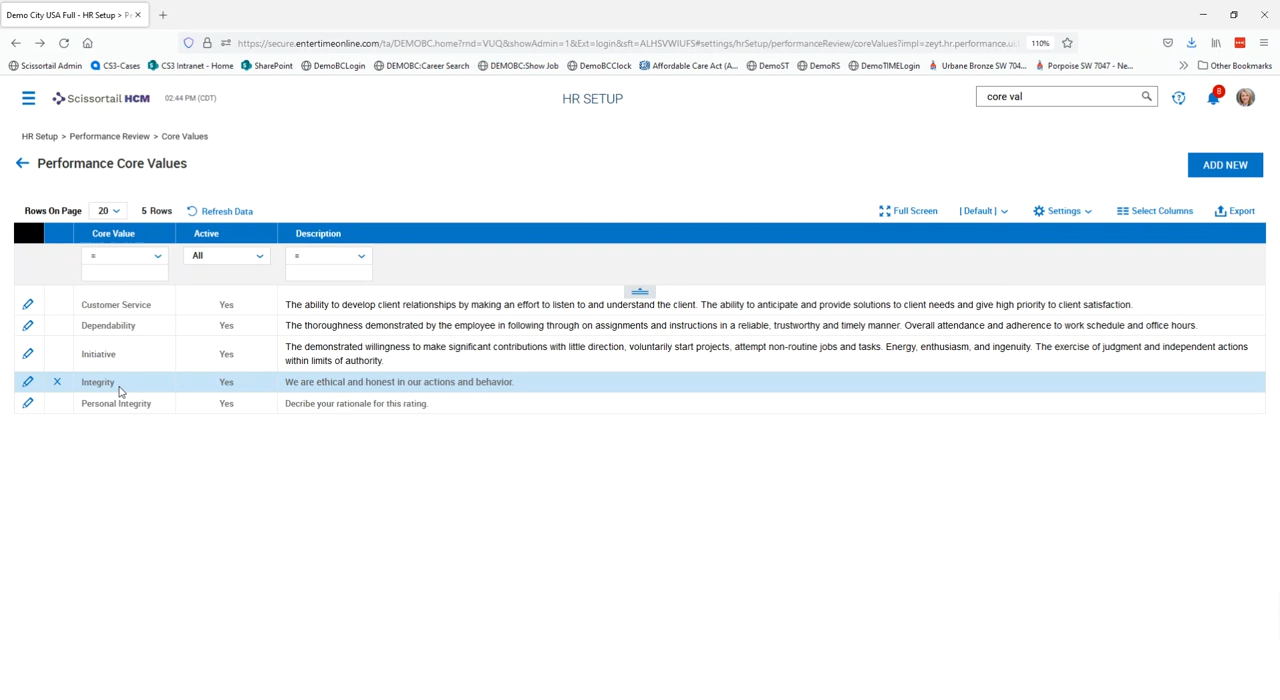 Demo City USA Full - HR Setup > P
https://secure.entertimeonline.com/ta/DEMOBC.home?rnd=VUQ&showAdmin=1&Ext=login&sft=ALHSVWIUFS#settings/hrSetup/performanceReview/coreValues?impl=zeyt.hr.performance.ui. 110%
Scissortail Admin CS3-Cases CS3 Intranet - Home SharePoint DemoBCLogin DEMOBC:Career Search DEMOBC:Show Job DemoBCClock Affordable Care Act (A... DemoST DemoRS DemoTIMELogin Urbane Bronze SW 704... Porpoise SW 7047 - Ne... Other Bookmarks
Scissortail HCM 02:44 PM (CDT) HR SETUP core val 8
HR Setup > Performance Review > Core Values
Performance Core Values ADD NEW
Rows On Page 20 5 Rows Refresh Data Full Screen [ Default ] Settings Select Columns Export
Core Value Active Description
= All =
Customer Service Yes The ability to develop client relationships by making an effort to listen to and understand the client. The ability to anticipate and provide solutions to client needs and give high priority to client satisfaction.
Dependability Yes The thoroughness demonstrated by the employee in following through on assignments and instructions in a reliable, trustworthy and timely manner. Overall attendance and adherence to work schedule and office hours.
Initiative Yes The demonstrated willingness to make significant contributions with little direction, voluntarily start projects, attempt non-routine jobs and tasks. Energy, enthusiasm, and ingenuity. The exercise of judgment and independent actions
within limits of authority.
X Integrity Yes We are ethical and honest in our actions and behavior.
Personal Integrity Yes Decribe your rationale for this rating.